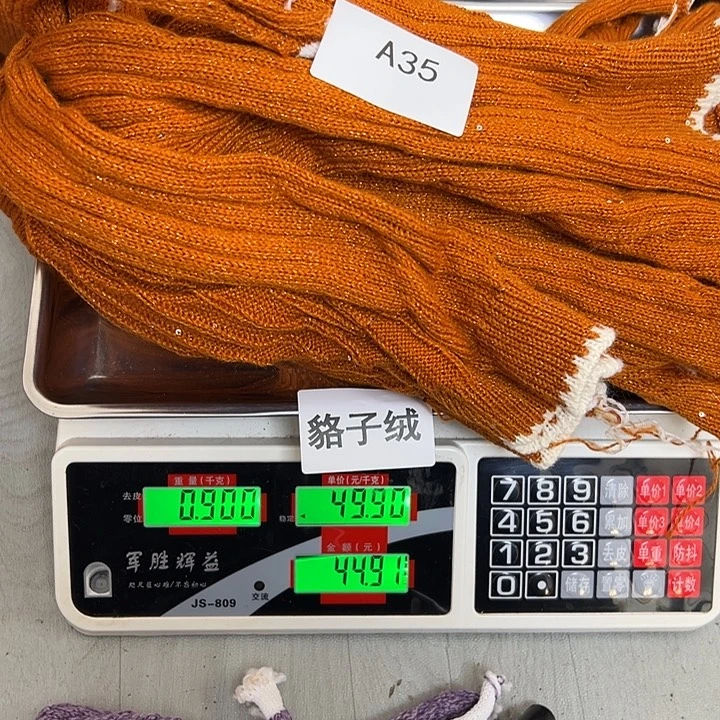 A35
貉子绒
重量(千克)
单价(元/千克)
去皮
零位
0.900
稳定
49.90
金额(元)
44.91
军胜辉益
JS-809
交流
7 8 9 清除 单价1 单价2
4 5 6 累加 单价3 单价4
1 2 3 去皮 单重 防抖
0 . 储存 置零 计数